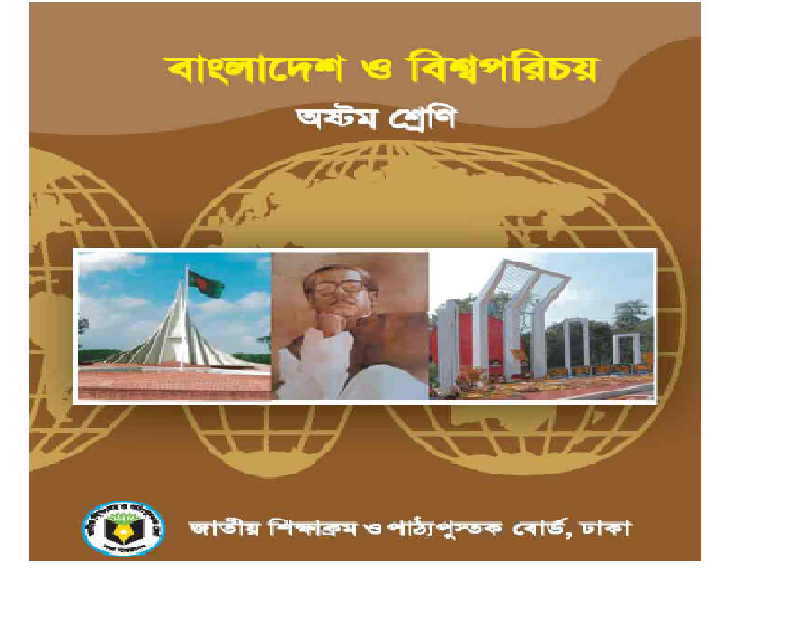 বাংলাদেশ ও বিশ্বপরিচয়
অষ্টম শ্রেণি
জাতীয় শিক্ষাক্রম ও পাঠ্যপুস্তক বোর্ড, ঢাকা